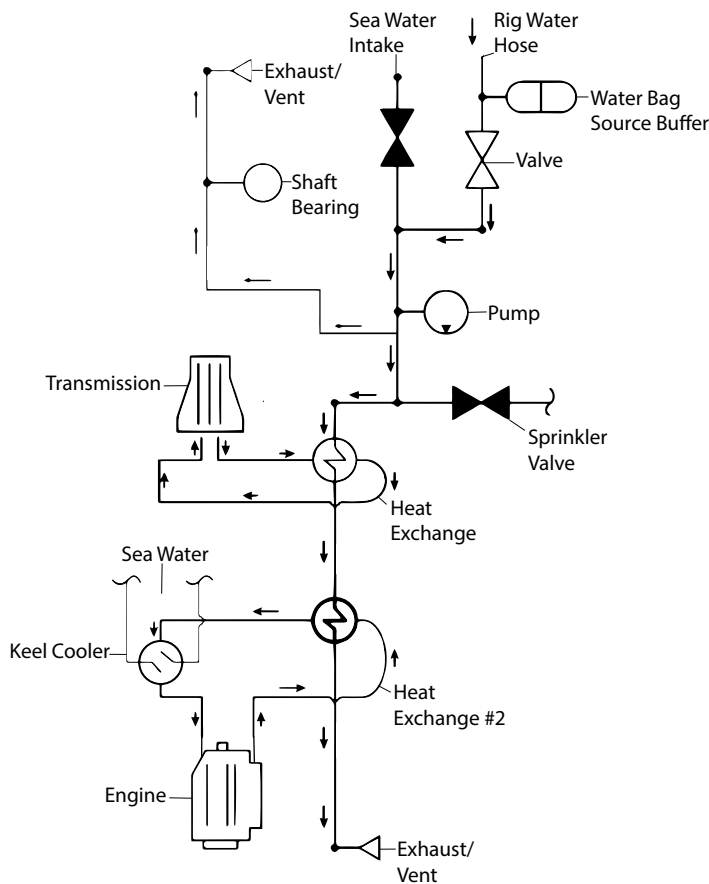 Sea Water
Intake
Rig Water
Hose
Exhaust/
Vent
Water Bag
Source Buffer
Valve
Shaft
Bearing
Pump
Transmission
Sprinkler
Valve
Heat
Exchange
Sea Water
Keel Cooler
Heat
Exchange #2
Engine
Exhaust/
Vent